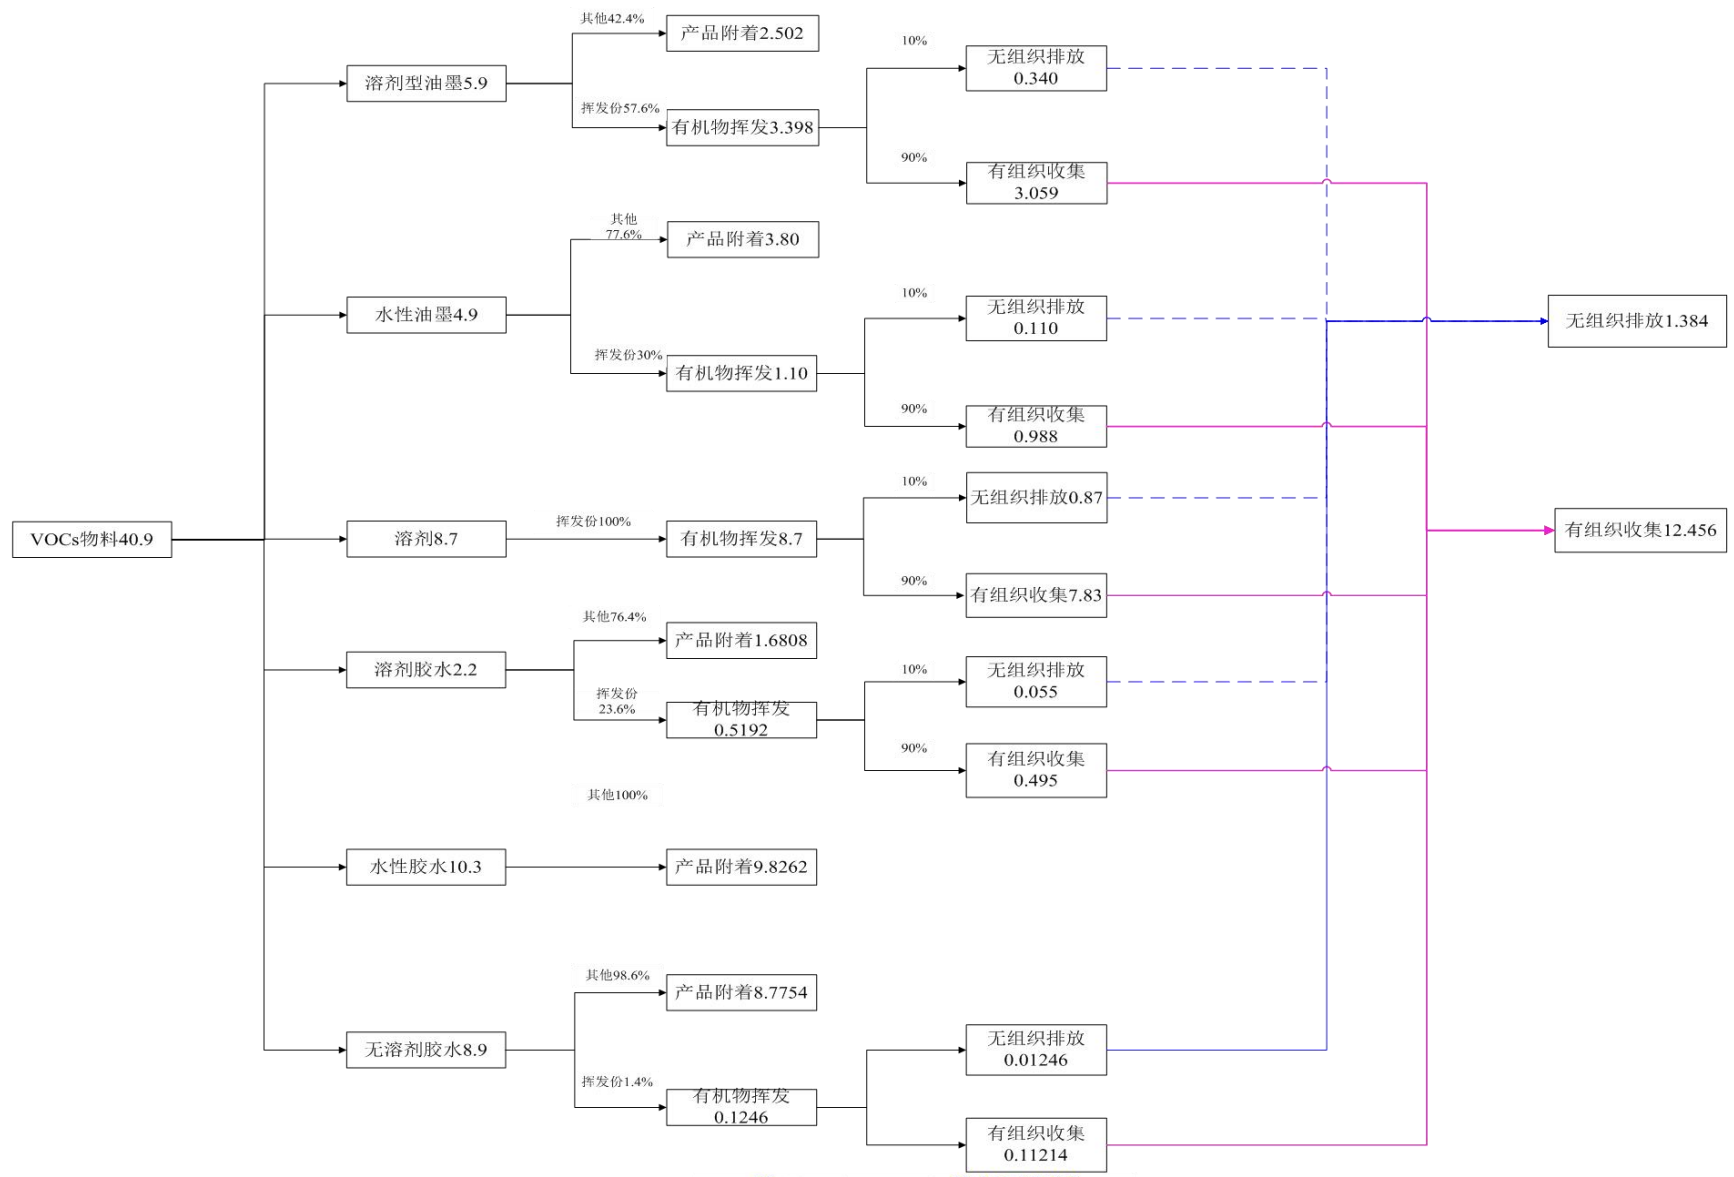 VOCs物料40.9
溶剂型油墨5.9
其他42.4%
产品附着2.502
挥发份57.6%
有机物挥发3.398
10%
无组织排放
0.340
90%
有组织收集
3.059
水性油墨4.9
其他
77.6%
产品附着3.80
挥发份30%
有机物挥发1.10
10%
无组织排放
0.110
90%
有组织收集
0.988
溶剂8.7
挥发份100%
有机物挥发8.7
10%
无组织排放0.87
90%
有组织收集7.83
溶剂胶水2.2
其他76.4%
产品附着1.6808
挥发份
23.6%
有机物挥发
0.5192
10%
无组织排放
0.055
90%
有组织收集
0.495
水性胶水10.3
其他100%
产品附着9.8262
无溶剂胶水8.9
其他98.6%
产品附着8.7754
挥发份1.4%
有机物挥发
0.1246
无组织排放
0.01246
有组织收集
0.11214
无组织排放1.384
有组织收集12.456